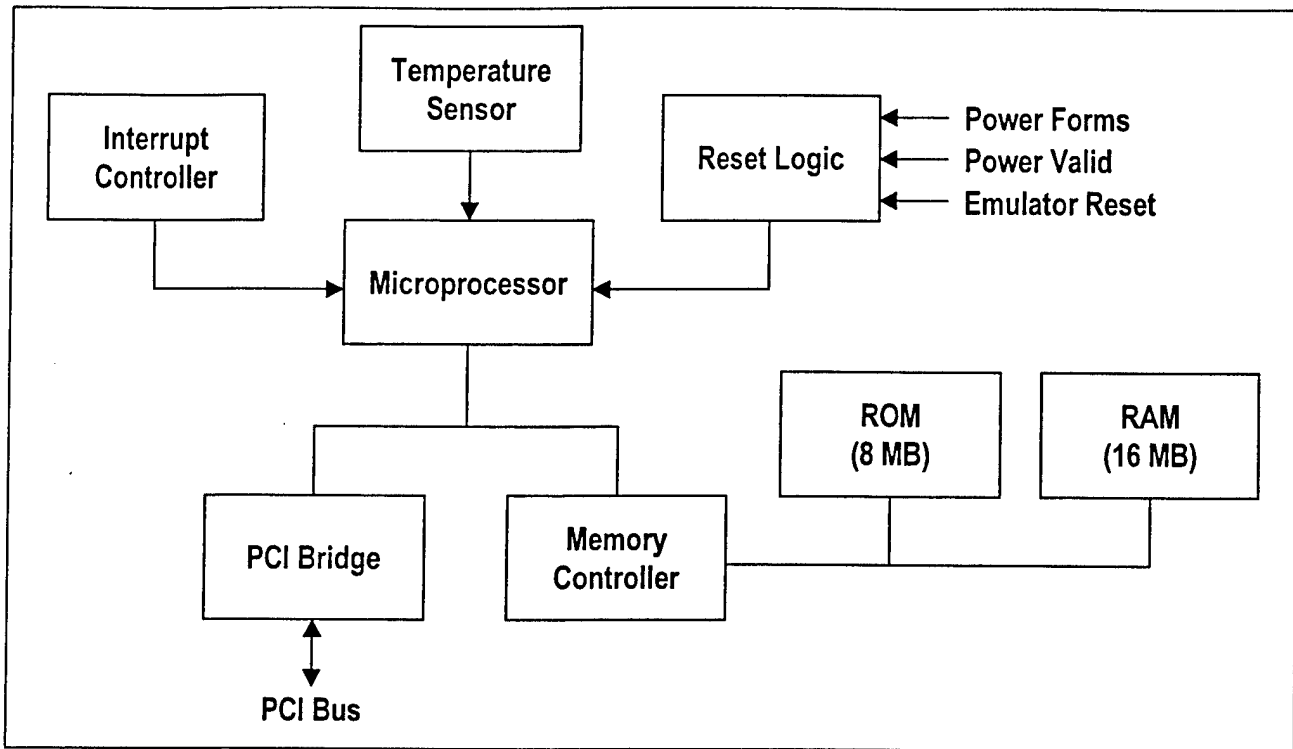 Temperature
Sensor
Interrupt
Controller
Reset Logic
Power Forms
Power Valid
Emulator Reset
Microprocessor
ROM
(8 MB)
RAM
(16 MB)
PCI Bridge
Memory
Controller
PCI Bus